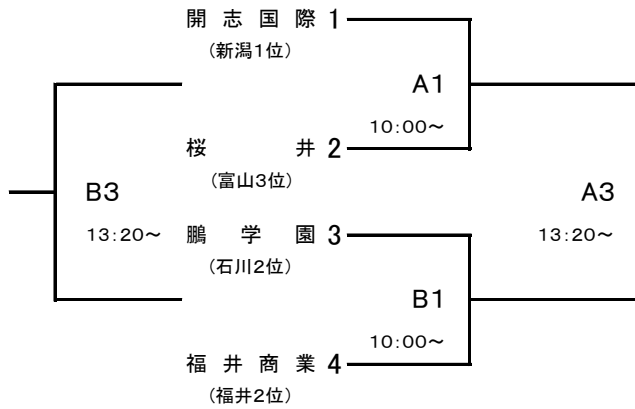 開志国際 1
(新潟1位)
A1
10:00～
桜井 2
(富山3位)
B3
A3
13:20～
13:20～
鵬学園 3
(石川2位)
B1
10:00～
福井商業 4
(福井2位)